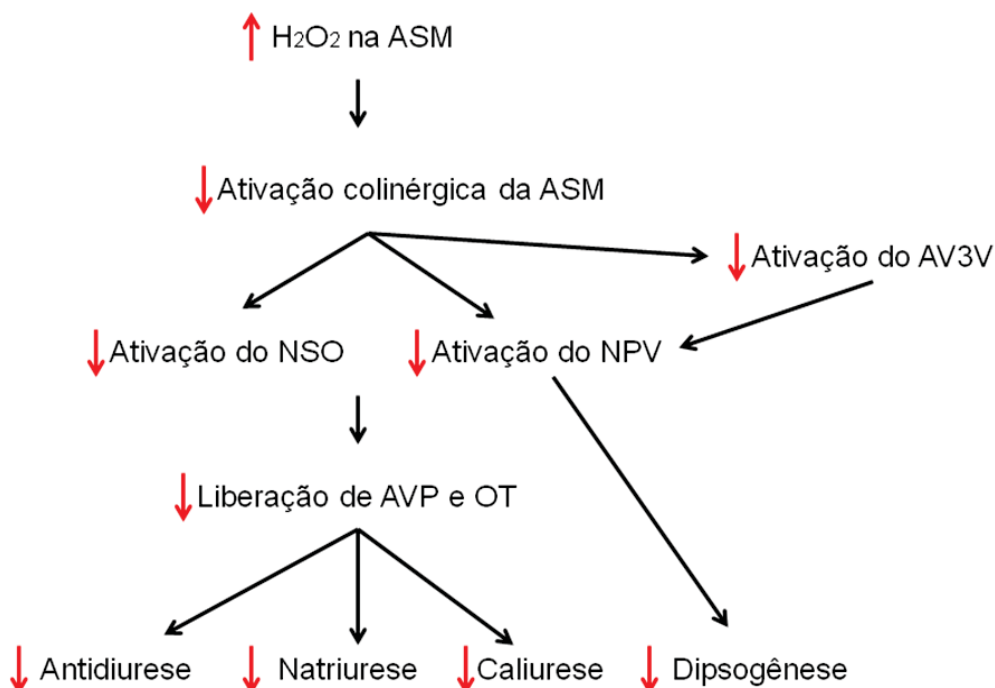 H₂O₂ na ASM
Ativação colinérgica da ASM
Ativação do AV3V
Ativação do NSO
Ativação do NPV
Liberação de AVP e OT
Antidiurese
Natriurese
Caliurese
Dipsogênese